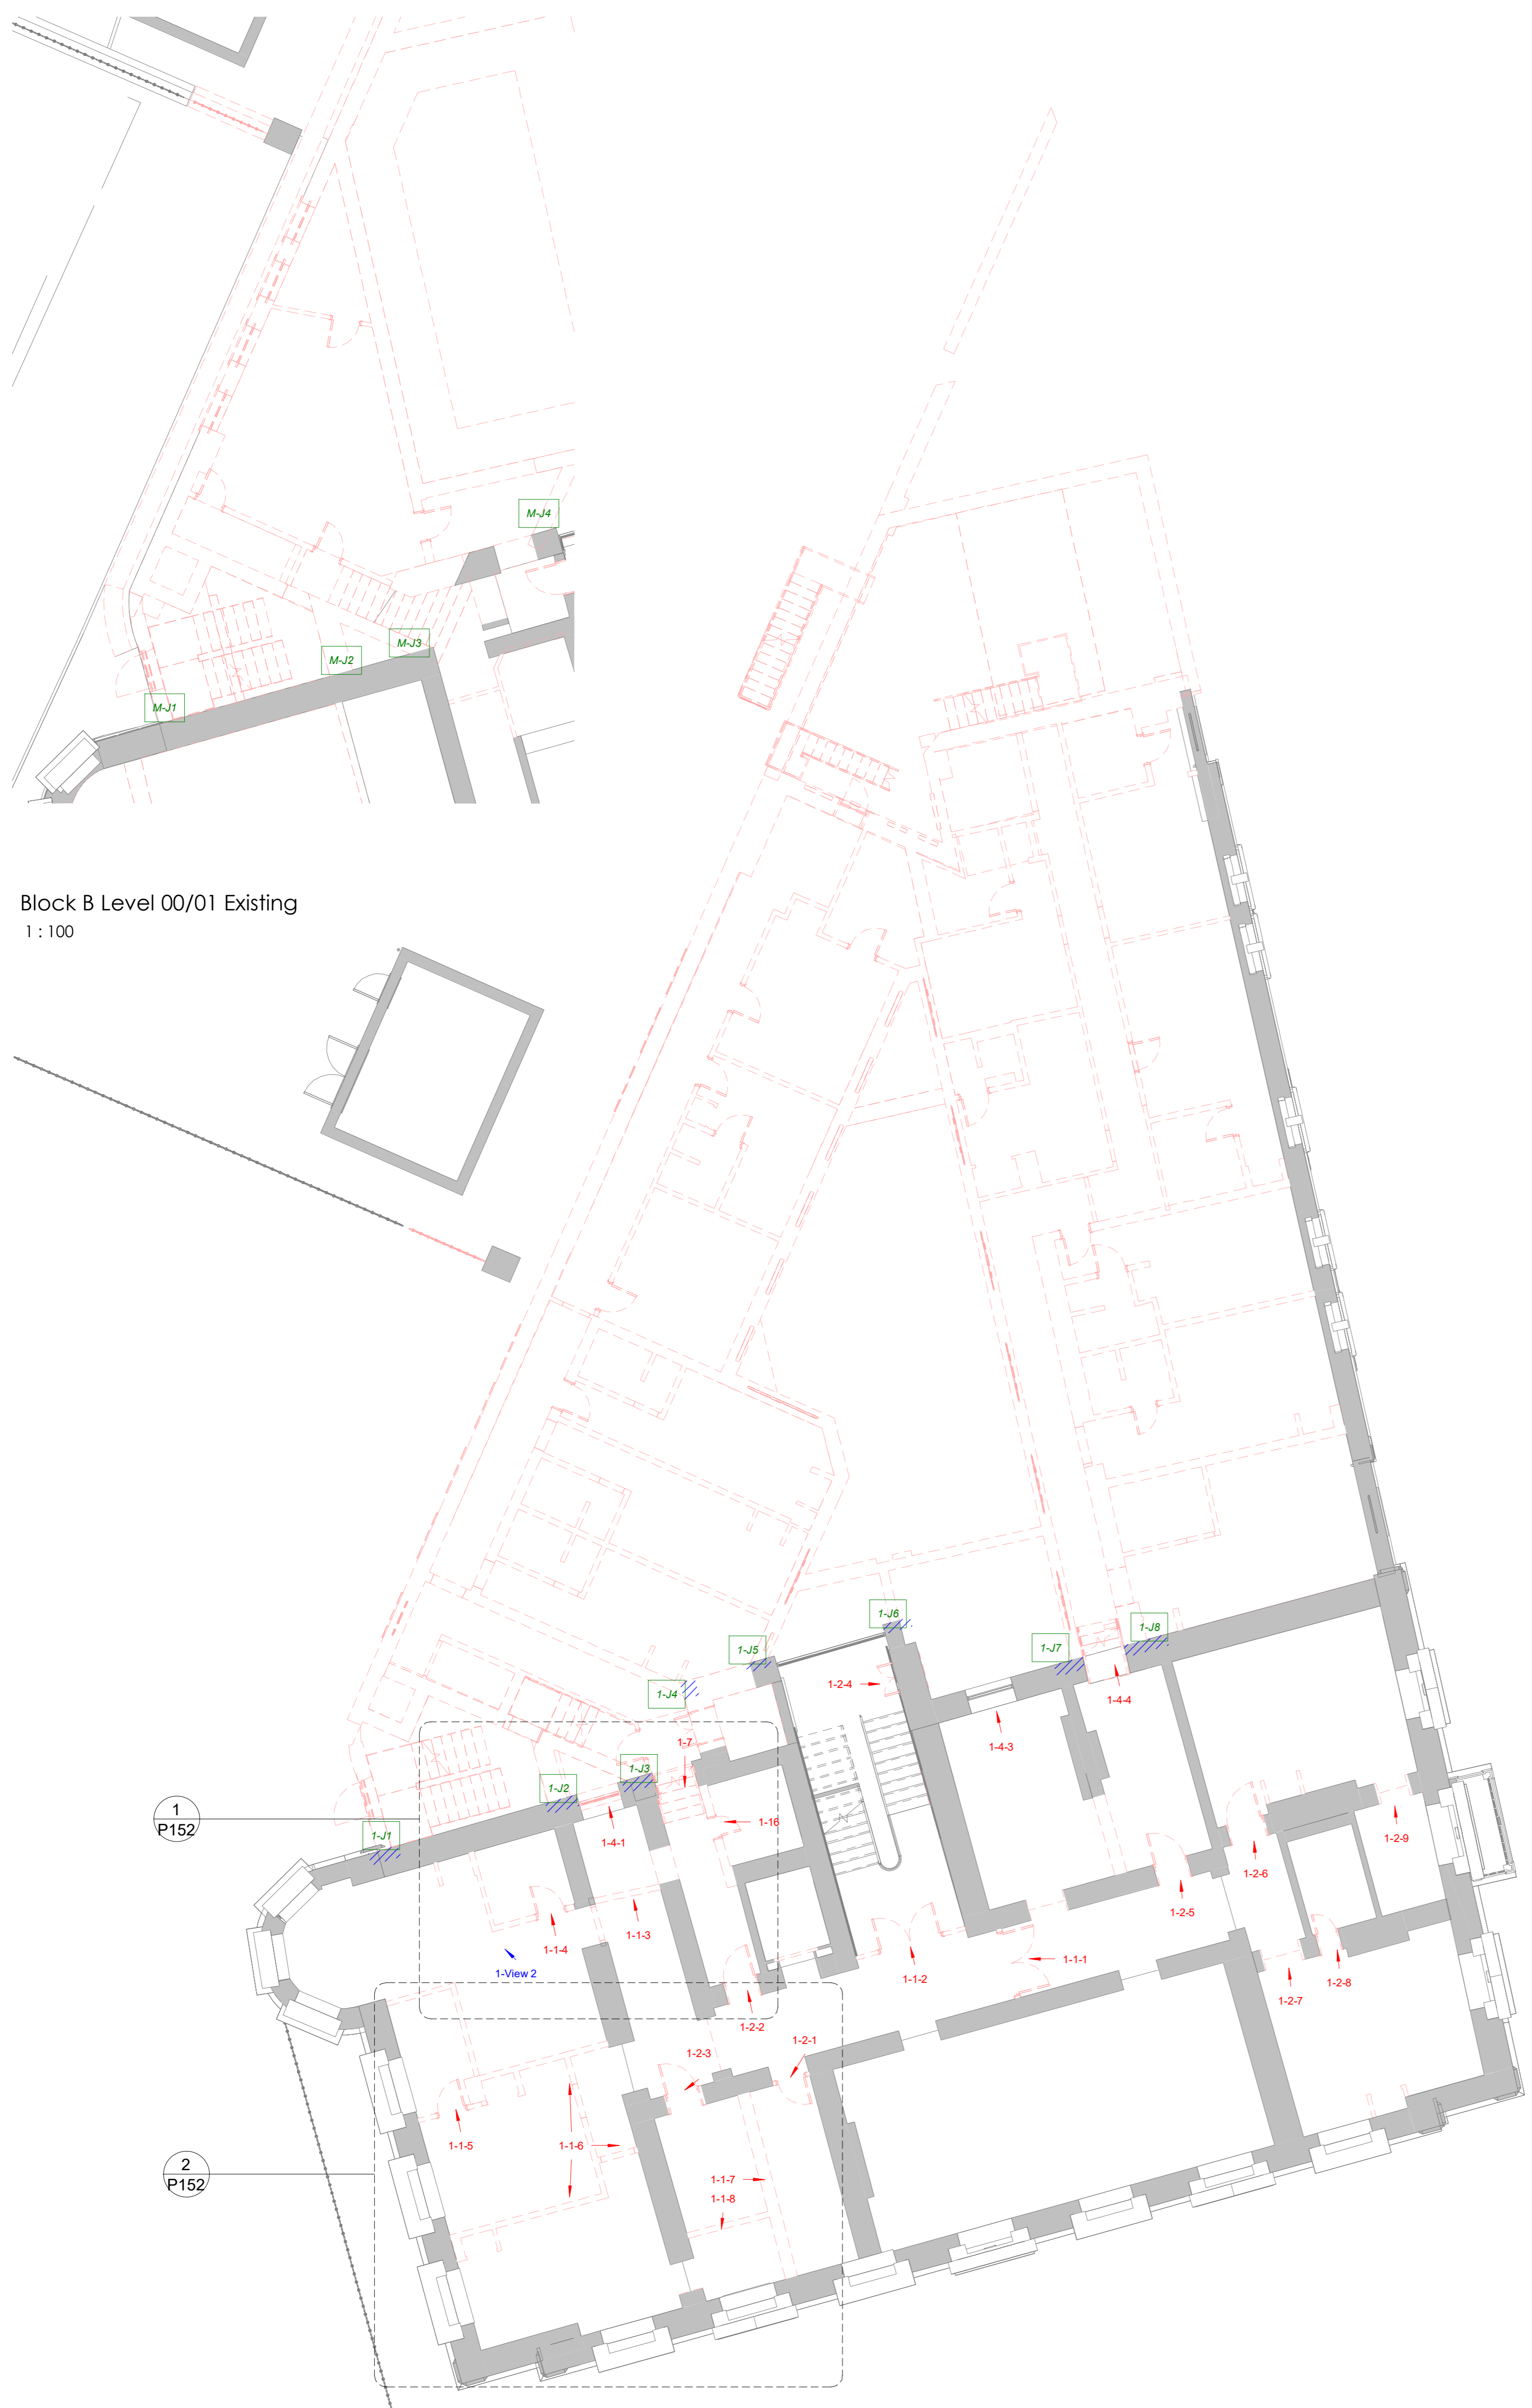 M-J4
M-J3
M-J2
M-J1
Block B Level 00/01 Existing
1 : 100
1-J6
1-J8
1-J5
1-J7
1-2-4
1-J4
1-4-4
1-7
1-4-3
1-J3
1-J2
1
P152
1-16
1-J1
1-4-1
1-2-9
1-2-6
1-2-5
1-1-3
1-1-4
1-1-1
1-View 2
1-1-2
1-2-8
1-2-7
1-2-2
1-2-1
1-2-3
1-1-5
1-1-6
2
P152
1-1-7
1-1-8